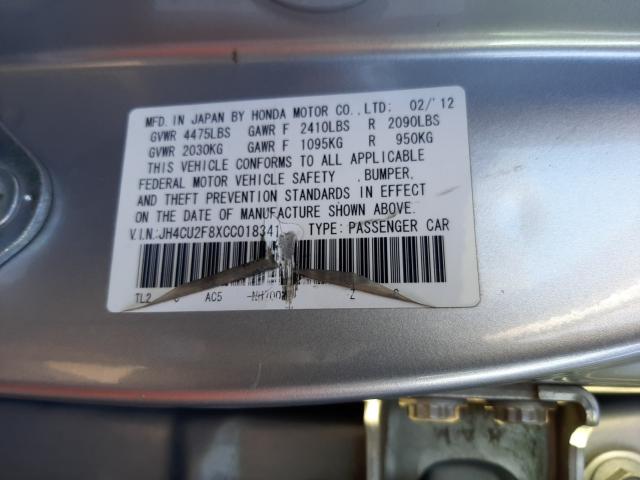 MFD. IN JAPAN BY HONDA MOTOR CO.,LTD: 02/'12
GVWR 4475LBS GAWR F 2410LBS R 2090LBS
GVWR 2030KG GAWR F 1095KG R 950KG
THIS VEHICLE CONFORMS TO ALL APPLICABLE
FEDERAL MOTOR VEHICLE SAFETY ,BUMPER,
AND THEFT PREVENTION STANDARDS IN EFFECT
ON THE DATE OF MANUFACTURE SHOWN ABOVE.
V.I.N.:JH4CU2F8XCC018341 TYPE: PASSENGER CAR
TL2 AC5